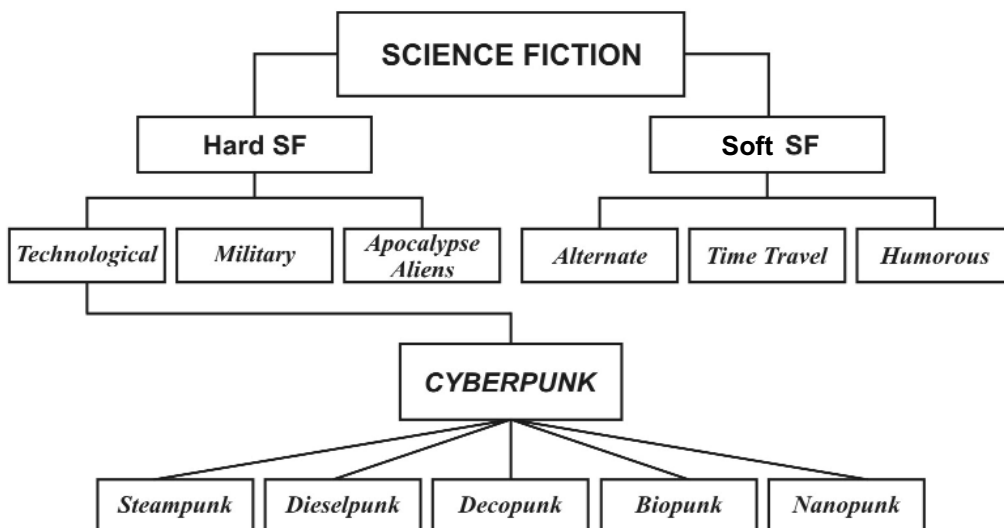 SCIENCE FICTION
Hard SF
Soft SF
Technological
Military
Apocalypse
Aliens
Alternate
Time Travel
Humorous
CYBERPUNK
Steampunk
Dieselpunk
Decopunk
Biopunk
Nanopunk